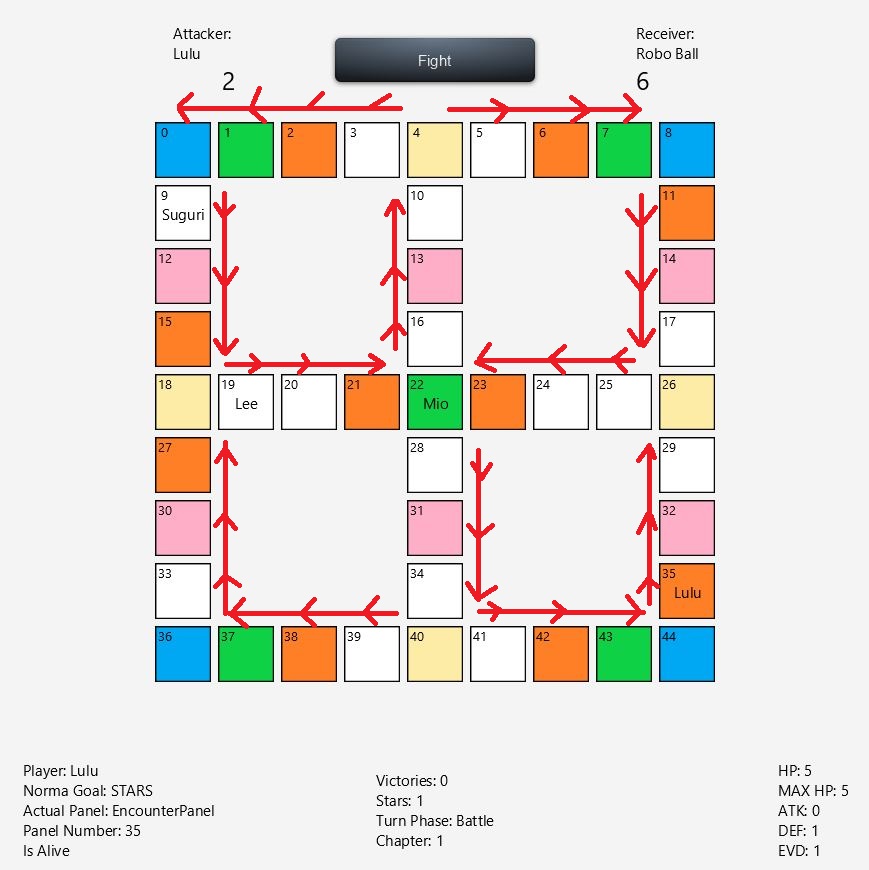 Attacker:
Lulu
Fight
Receiver:
Robo Ball
2
6
0 1 2 3 4 5 6 7 8
9 10 11
Suguri
12 13 14
15 16 17
18 19 20 21 22 23 24 25 26
Lee Mio
27 28 29
30 31 32
33 34 35
Lulu
36 37 38 39 40 41 42 43 44
Player: Lulu
Norma Goal: STARS
Actual Panel: EncounterPanel
Panel Number: 35
Is Alive
Victories: 0
Stars: 1
Turn Phase: Battle
Chapter: 1
HP: 5
MAX HP: 5
ATK: 0
DEF: 1
EVD: 1